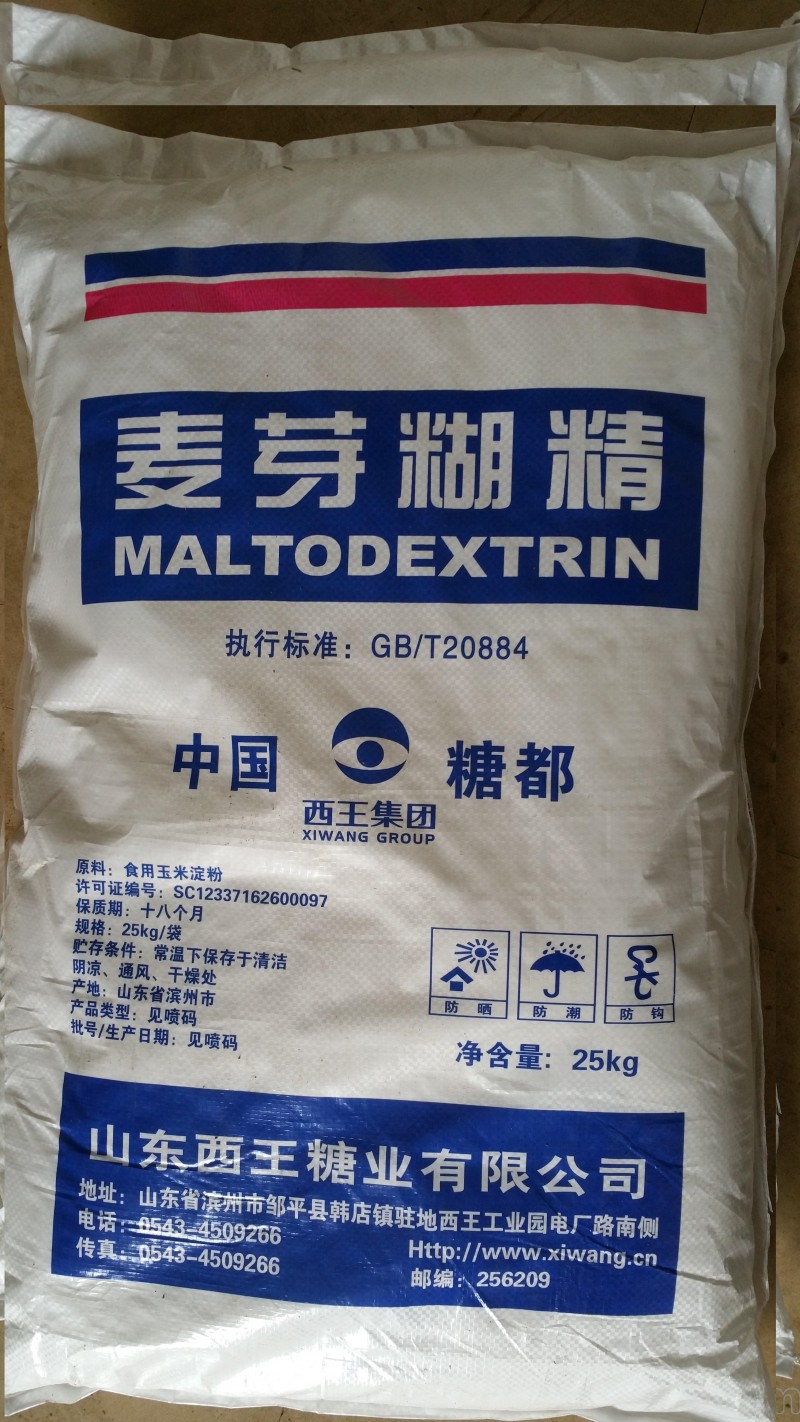 麦芽糊精
MALTODEXTRIN
执行标准：GB/T20884
中国 糖都
西王集团
XIWANG GROUP
原料：食用玉米淀粉
许可证编号：SC12337162600097
保质期：十八个月
规格：25kg/袋
贮存条件：常温下保存于清洁
阴凉、通风、干燥处
产地：山东省滨州市
产品类型：见喷码
批号/生产日期：见喷码
防晒 防潮 防钩
净含量：25kg
山东西王糖业有限公司
地址：山东省滨州市邹平县韩店镇驻地西王工业园电厂路南侧
电话：0543-4509266
Http://www.xiwang.cn
传真：0543-4509266
邮编：256209